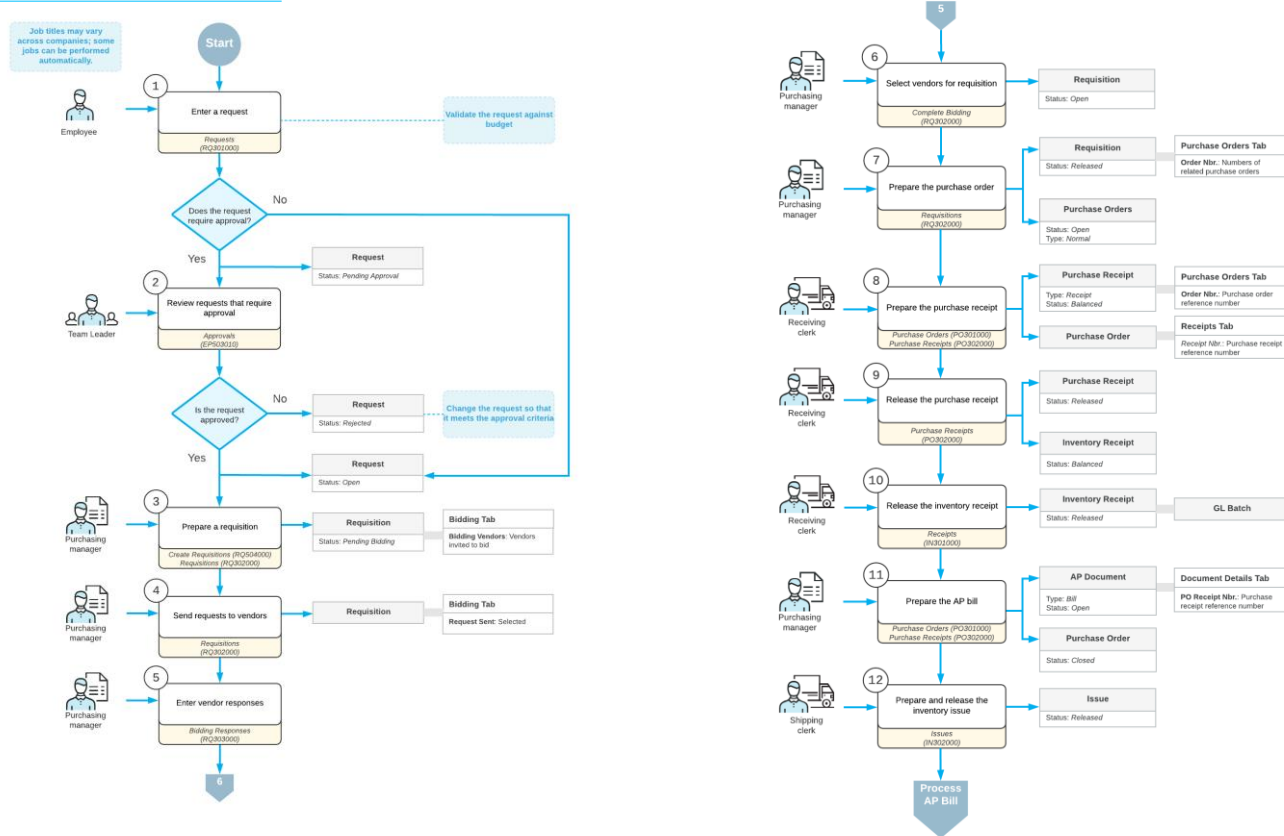 Job titles may vary
across companies; some
jobs can be performed
automatically.
Start
1
Employee
Enter a request
Requests
(RQ301000)
Validate the request against
budget
Does the request
require approval?
No
Yes
Request
Status: Pending Approval
2
Team Leader
Review requests that require
approval
Approvals
(EP503010)
Is the request
approved?
No
Request
Status: Rejected
Change the request so that
it meets the approval criteria
Yes
Request
Status: Open
3
Purchasing
manager
Prepare a requisition
Create Requisitions (RQ504000)
Requisitions (RQ302000)
Requisition
Status: Pending Bidding
Bidding Tab
Bidding Vendors: Vendors
invited to bid
4
Purchasing
manager
Send requests to vendors
Requisitions
(RQ302000)
Requisition
Bidding Tab
Request Sent: Selected
5
Purchasing
manager
Enter vendor responses
Bidding Responses
(RQ303000)
6
5
6
Purchasing
manager
Select vendors for requisition
Complete Bidding
(RQ302000)
Requisition
Status: Open
7
Purchasing
manager
Prepare the purchase order
Requisitions
(RQ302000)
Requisition
Status: Released
Purchase Orders Tab
Order Nbr.: Numbers of
related purchase orders
Purchase Orders
Status: Open
Type: Normal
8
Receiving
clerk
Prepare the purchase receipt
Purchase Orders (PO301000)
Purchase Receipts (PO302000)
Purchase Receipt
Type: Receipt
Status: Balanced
Purchase Orders Tab
Order Nbr.: Purchase order
reference number
Purchase Order
Receipts Tab
Receipt Nbr.: Purchase receipt
reference number
9
Receiving
clerk
Release the purchase receipt
Purchase Receipts
(PO302000)
Purchase Receipt
Status: Released
Inventory Receipt
Status: Balanced
10
Receiving
clerk
Release the inventory receipt
Receipts
(IN301000)
Inventory Receipt
Status: Released
GL Batch
11
Purchasing
manager
Prepare the AP bill
Purchase Orders (PO301000)
Purchase Receipts (PO302000)
AP Document
Type: Bill
Status: Open
Document Details Tab
PO Receipt Nbr.: Purchase
receipt reference number
Purchase Order
Status: Closed
12
Shipping
clerk
Prepare and release the
inventory issue
Issues
(IN302000)
Issue
Status: Released
Process
AP Bill